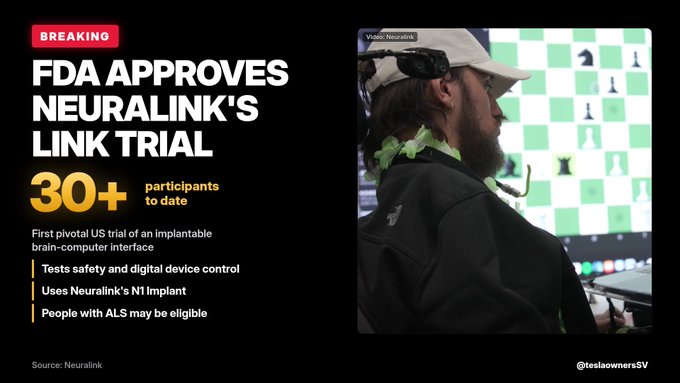 BREAKING
FDA APPROVES
NEURALINK'S
LINK TRIAL
30+
participants
to date
First pivotal US trial of an implantable
brain-computer interface
Tests safety and digital device control
Uses Neuralink's N1 Implant
People with ALS may be eligible
Source: Neuralink
Video: Neuralink
@teslaownersSV